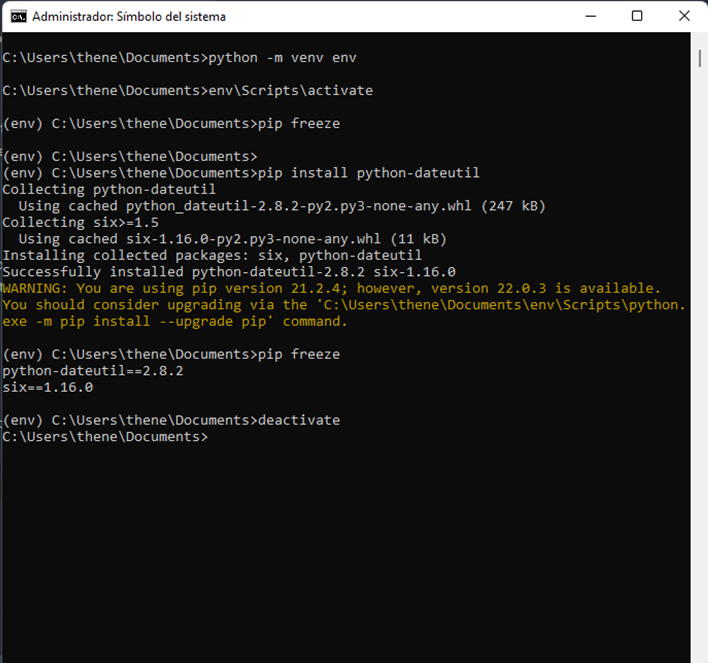 Administrador: Símbolo del sistema
C:\Users\thene\Documents>python -m venv env
C:\Users\thene\Documents>env\Scripts\activate
(env) C:\Users\thene\Documents>pip freeze
(env) C:\Users\thene\Documents>
(env) C:\Users\thene\Documents>pip install python-dateutil
Collecting python-dateutil
  Using cached python_dateutil-2.8.2-py2.py3-none-any.whl (247 kB)
Collecting six>=1.5
  Using cached six-1.16.0-py2.py3-none-any.whl (11 kB)
Installing collected packages: six, python-dateutil
Successfully installed python-dateutil-2.8.2 six-1.16.0
WARNING: You are using pip version 21.2.4; however, version 22.0.3 is available.
You should consider upgrading via the 'C:\Users\thene\Documents\env\Scripts\python.
exe -m pip install --upgrade pip' command.
(env) C:\Users\thene\Documents>pip freeze
python-dateutil==2.8.2
six==1.16.0
(env) C:\Users\thene\Documents>deactivate
C:\Users\thene\Documents>